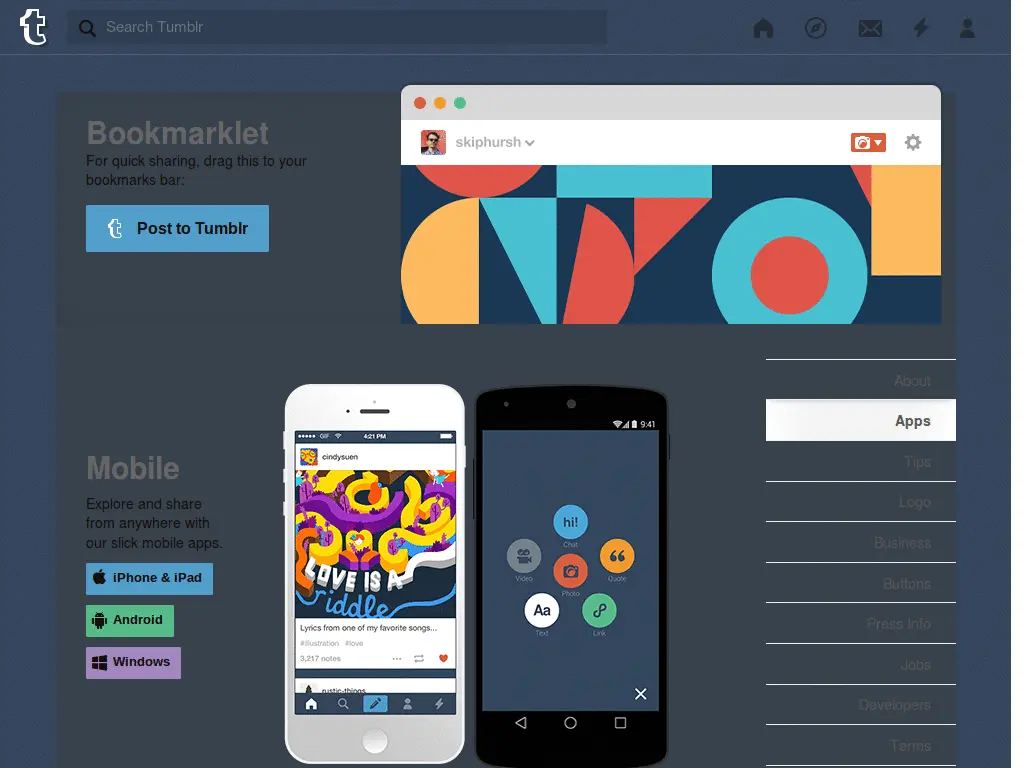 Search Tumblr
Bookmarklet
For quick sharing, drag this to your
bookmarks bar:
Post to Tumblr
skiphursh
Mobile
Explore and share
from anywhere with
our slick mobile apps.
iPhone & iPad
Android
Windows
GIF
4:21 PM
cindysuen
LOVE IS A
riddle
Lyrics from one of my favorite songs...
#illustration #love
3,217 notes
rustic-things
9:41
hi!
Chat
Video
Quote
Photo
Aa
Text
Link
About
Apps
Tips
Logo
Business
Buttons
Press Info
Jobs
Developers
Terms